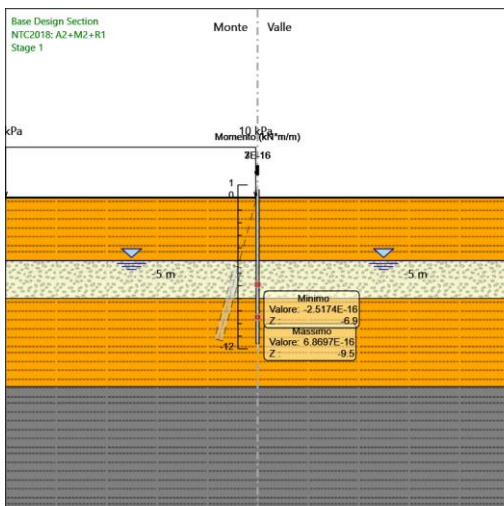 Base Design Section
NTC2018: A2+M2+R1
Stage 1
Monte
Valle
kPa
10 kPa
Momento (kN*m/m)
1
0
-5 m
-5 m
Minimo
Valore: -2.5174E-16
Z : -6.9
Massimo
Valore: 6.8697E-16
Z : -9.5
-12